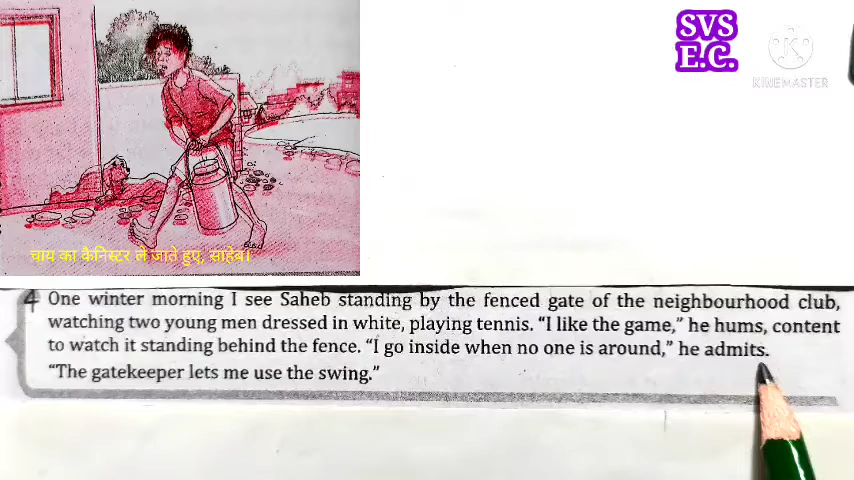 SVS
E.C.
KINEMASTER
चाय का कैनिस्टर ले जाते हुए, साहेब।
4 One winter morning I see Saheb standing by the fenced gate of the neighbourhood club,
watching two young men dressed in white, playing tennis. “I like the game,” he hums, content
to watch it standing behind the fence. “I go inside when no one is around,” he admits.
“The gatekeeper lets me use the swing.”